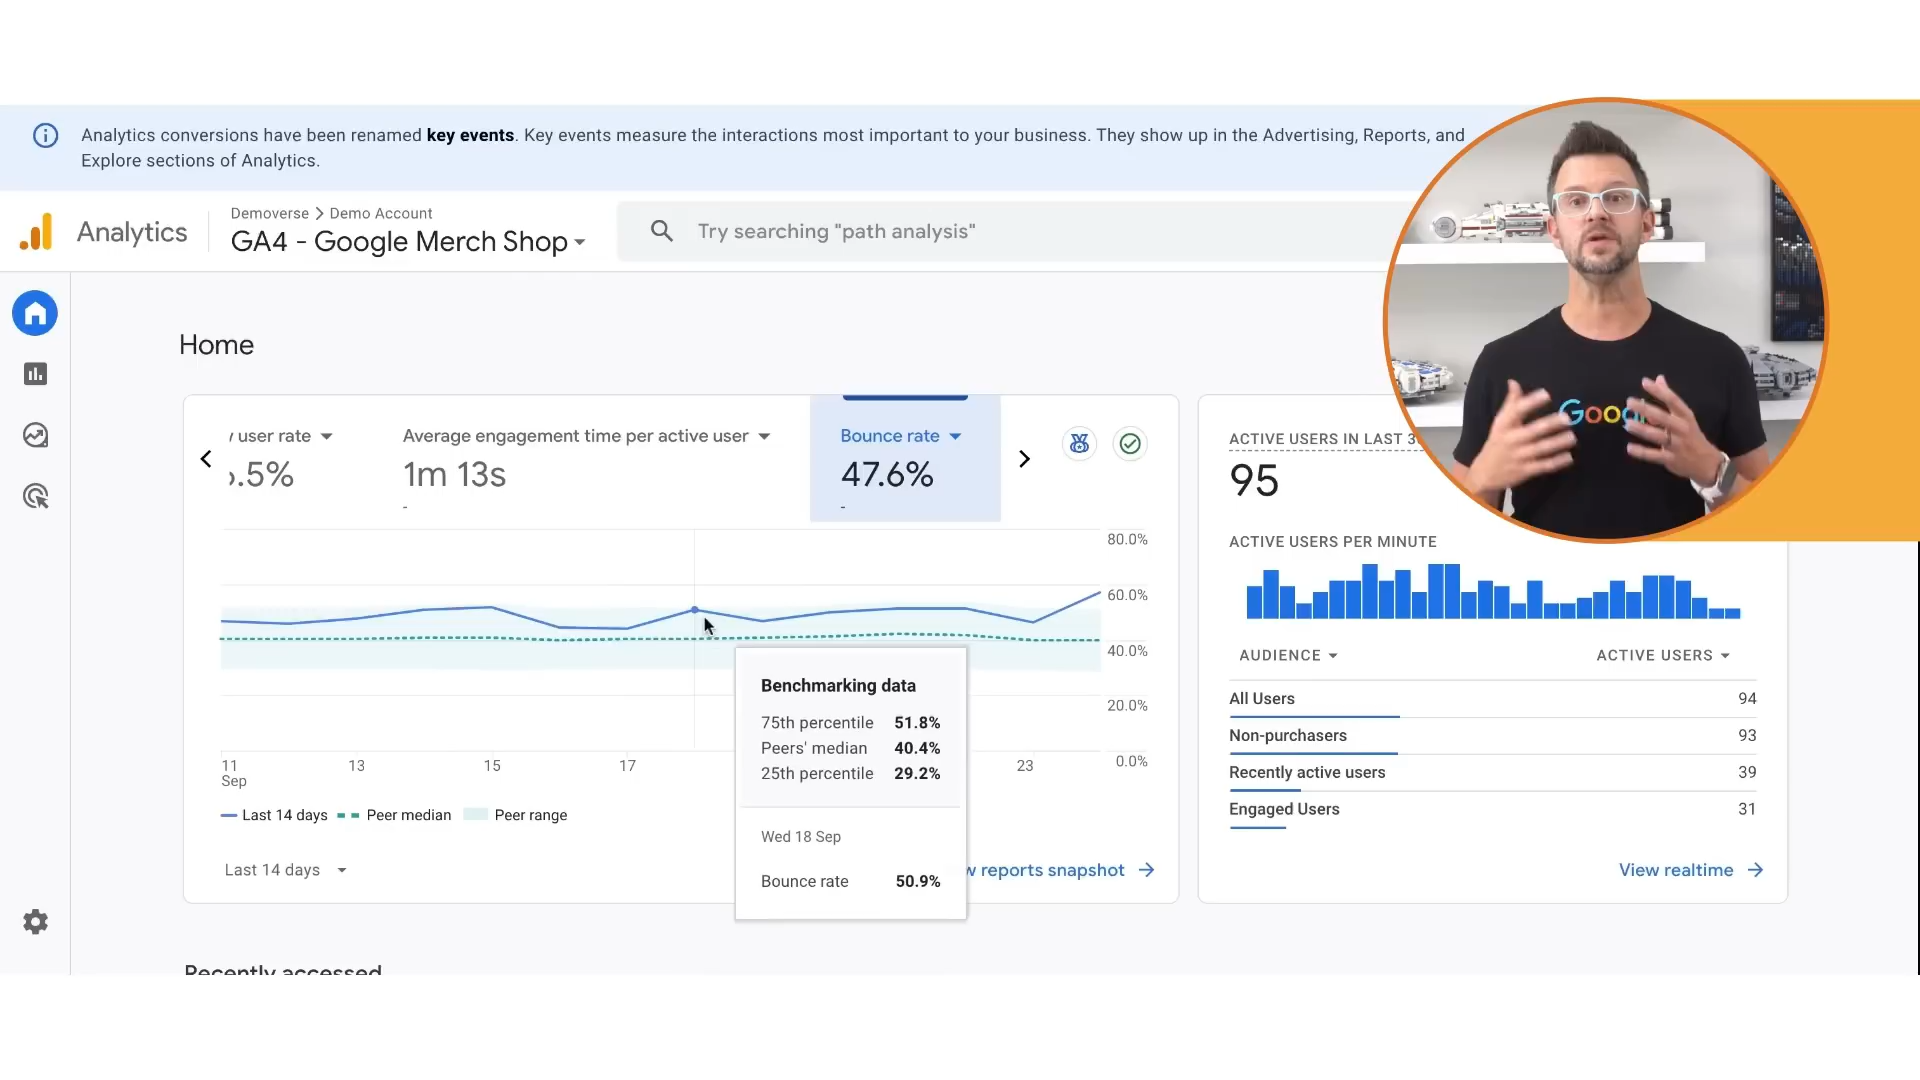 Analytics conversions have been renamed key events. Key events measure the interactions most important to your business. They show up in the Advertising, Reports, and
Explore sections of Analytics.
Analytics
Demoverse > Demo Account
GA4 - Google Merch Shop
Try searching "path analysis"
Home
user rate
.5%
Average engagement time per active user
1m 13s
-
Bounce rate
47.6%
-
80.0%
60.0%
40.0%
20.0%
0.0%
11
Sep
13
15
17
23
Last 14 days
Peer median
Peer range
Last 14 days
reports snapshot
Benchmarking data
75th percentile 51.8%
Peers' median 40.4%
25th percentile 29.2%
Wed 18 Sep
Bounce rate 50.9%
ACTIVE USERS IN LAST
95
ACTIVE USERS PER MINUTE
AUDIENCE ACTIVE USERS
All Users 94
Non-purchasers 93
Recently active users 39
Engaged Users 31
View realtime
Recently accessed
Google